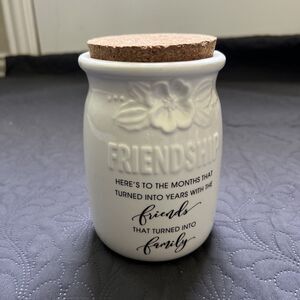 FRIENDSHIP
HERE'S TO THE MONTHS THAT
TURNED INTO YEARS WITH THE
friends
THAT TURNED INTO
family